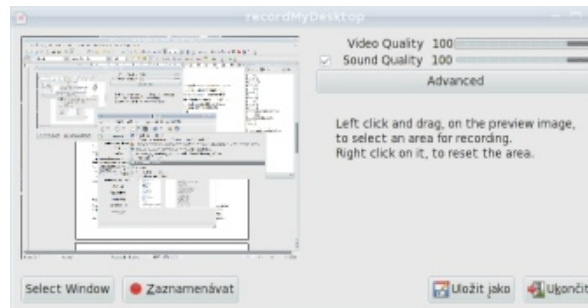 recordMyDesktop
Video Quality 100
Sound Quality 100
Advanced
Left click and drag, on the preview image,
to select an area for recording.
Right click on it, to reset the area.
Select Window
Zaznamenávat
Uložit jako
Ukončit